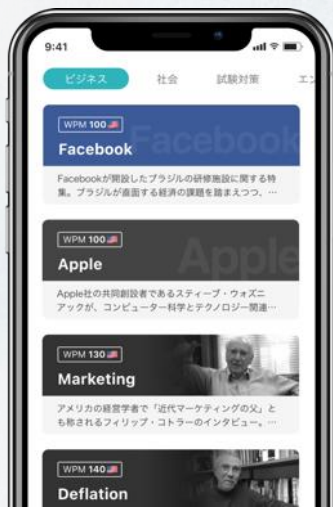 9:41
ビジネス 社会 試験対策 エン
WPM 100
Facebook
Facebook
Facebookが開設したブラジルの研修施設に関する特
集。ブラジルが直面する経済の課題を踏まえつつ、…
WPM 100
Apple
Apple
Apple社の共同創設者であるスティーブ・ウォズニ
アックが、コンピューター科学とテクノロジー関連…
WPM 130
Marketing
アメリカの経営学者で「近代マーケティングの父」と
も称されるフィリップ・コトラーのインタビュー。…
WPM 140
Deflation